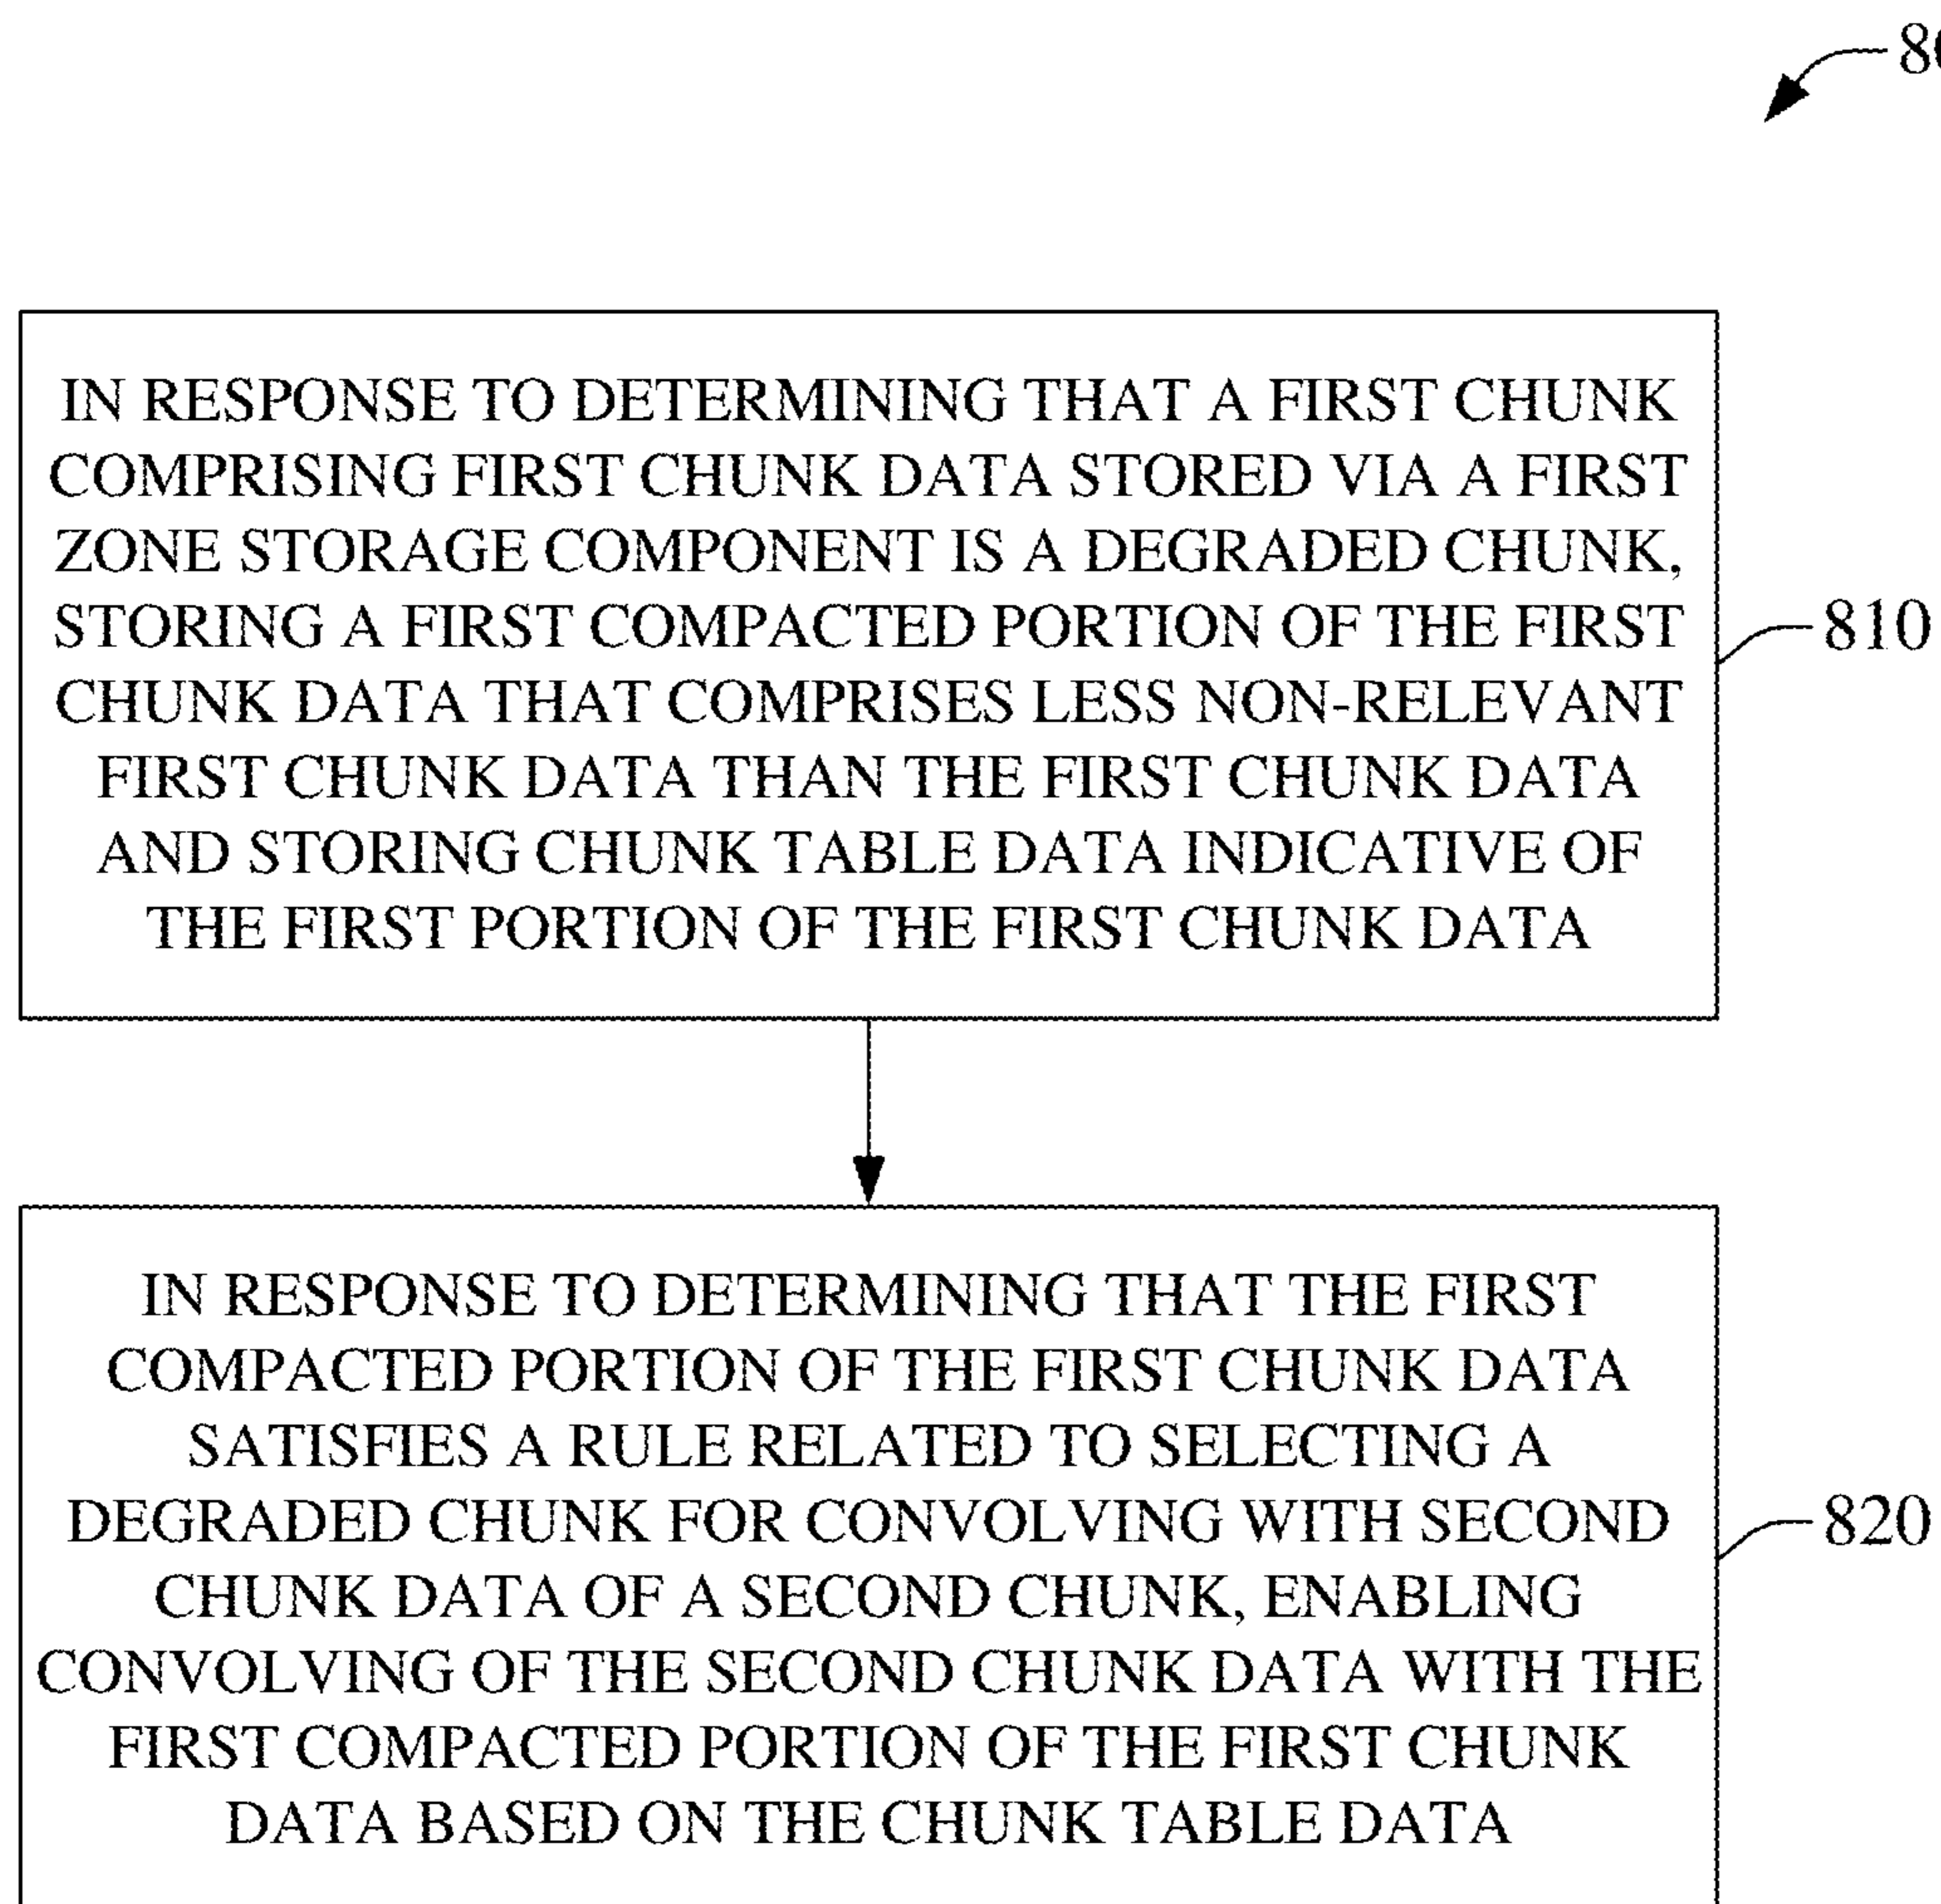 IN RESPONSE TO DETERMINING THAT A FIRST CHUNK
COMPRISING FIRST CHUNK DATA STORED VIA A FIRST
ZONE STORAGE COMPONENT IS A DEGRADED CHUNK,
STORING A FIRST COMPACTED PORTION OF THE FIRST
CHUNK DATA THAT COMPRISES LESS NON-RELEVANT
FIRST CHUNK DATA THAN THE FIRST CHUNK DATA
AND STORING CHUNK TABLE DATA INDICATIVE OF
THE FIRST PORTION OF THE FIRST CHUNK DATA
810
IN RESPONSE TO DETERMINING THAT THE FIRST
COMPACTED PORTION OF THE FIRST CHUNK DATA
SATISFIES A RULE RELATED TO SELECTING A
DEGRADED CHUNK FOR CONVOLVING WITH SECOND
CHUNK DATA OF A SECOND CHUNK, ENABLING
CONVOLVING OF THE SECOND CHUNK DATA WITH THE
FIRST COMPACTED PORTION OF THE FIRST CHUNK
DATA BASED ON THE CHUNK TABLE DATA
820